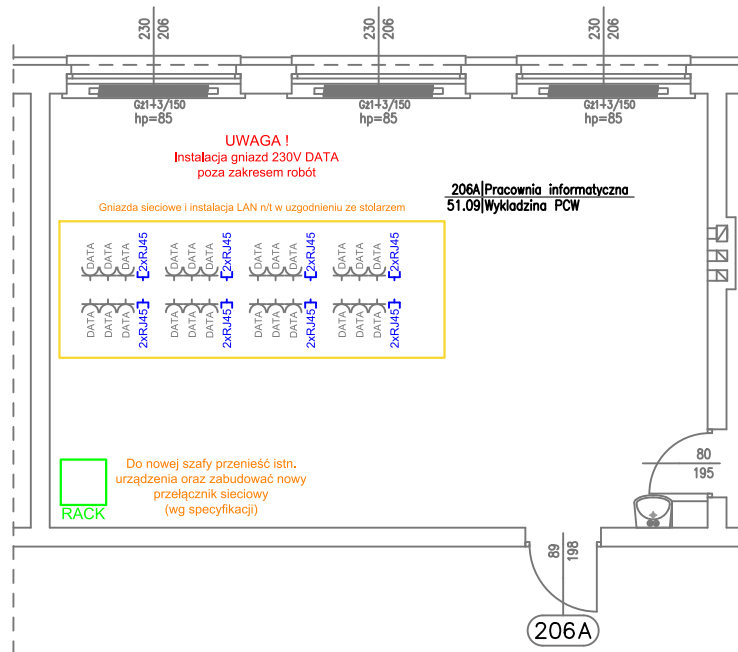 230
206
230
206
230
206
Gz1+3/150
hp=85
Gz1+3/150
hp=85
Gz1+3/150
hp=85
UWAGA !
Instalacja gniazd 230V DATA
poza zakresem robót
206A|Pracownia informatyczna
51.09|Wykladzina PCW
Gniazda sieciowe i instalacja LAN n/t w uzgodnieniu ze stolarzem
DATA DATA DATA 2xRJ45 DATA DATA DATA 2xRJ45 DATA DATA DATA 2xRJ45 DATA DATA DATA 2xRJ45
DATA DATA DATA 2xRJ45 DATA DATA DATA 2xRJ45 DATA DATA DATA 2xRJ45 DATA DATA DATA 2xRJ45
Do nowej szafy przenieść istn.
urządzenia oraz zabudować nowy
przełącznik sieciowy
(wg specyfikacji)
RACK
80
195
89
198
206A